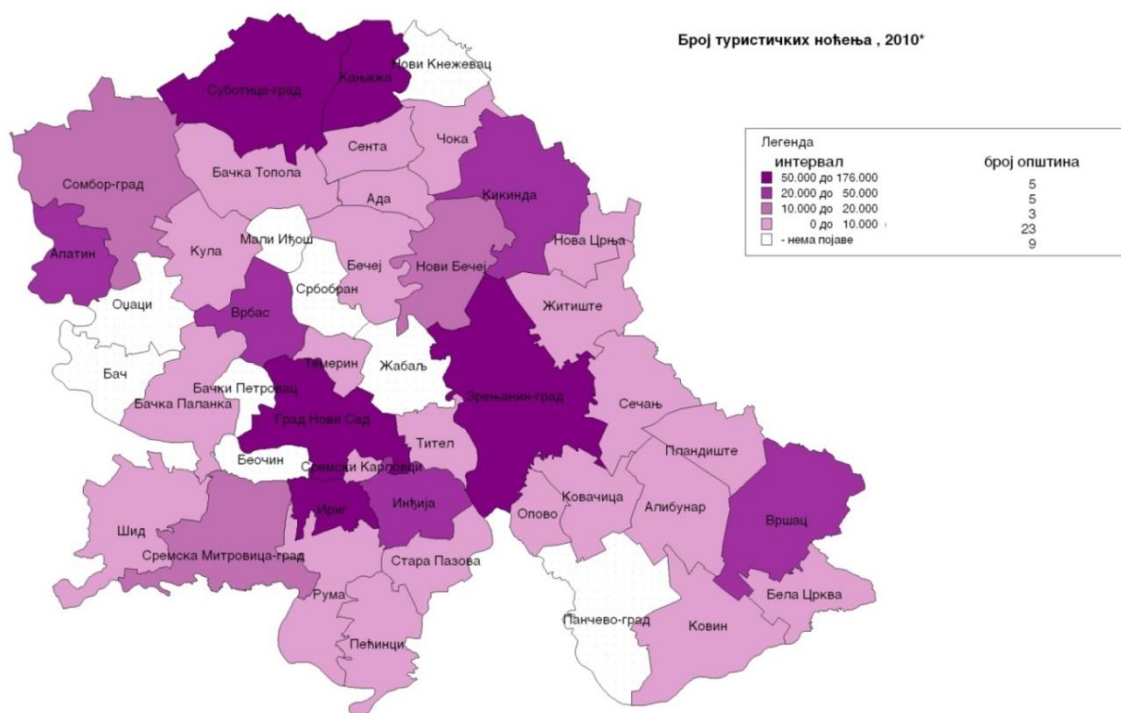 Број туристичких ноћења , 2010*
Легенда
интервал број општина
50.000 до 176.000 5
20.000 до 50.000 5
10.000 до 20.000 3
0 до 10.000 23
- нема појаве 9
Нови Кнежевац
Кањижа
Суботица-град
Чока
Сента
Бачка Топола
Сомбор-град
Ада
Кикинда
Мали Иђош
Нова Црња
Кула
Апатин
Бечеј
Нови Бечеј
Србобран
Оџаци
Житиште
Врбас
Темерин
Жабаљ
Бач
Бачки Петровац
Зрењанин-град
Бачка Паланка
Сечањ
Град Нови Сад
Тител
Пландиште
Беочин
Сремски Карловци
Ковачица
Инђија
Ириг
Опово
Алибунар
Вршац
Шид
Сремска Митровица-град
Стара Пазова
Рума
Бела Црква
Панчево-град
Ковин
Пећинци